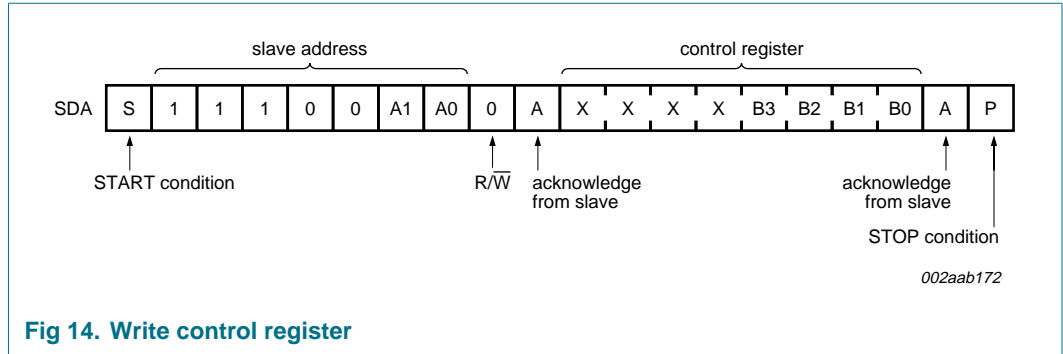 slave address control register
SDA S 1 1 1 0 0 A1 A0 0 A X X X X B3 B2 B1 B0 A P
START condition R/W̅ acknowledge from slave acknowledge from slave
STOP condition
002aab172
Fig 14. Write control register